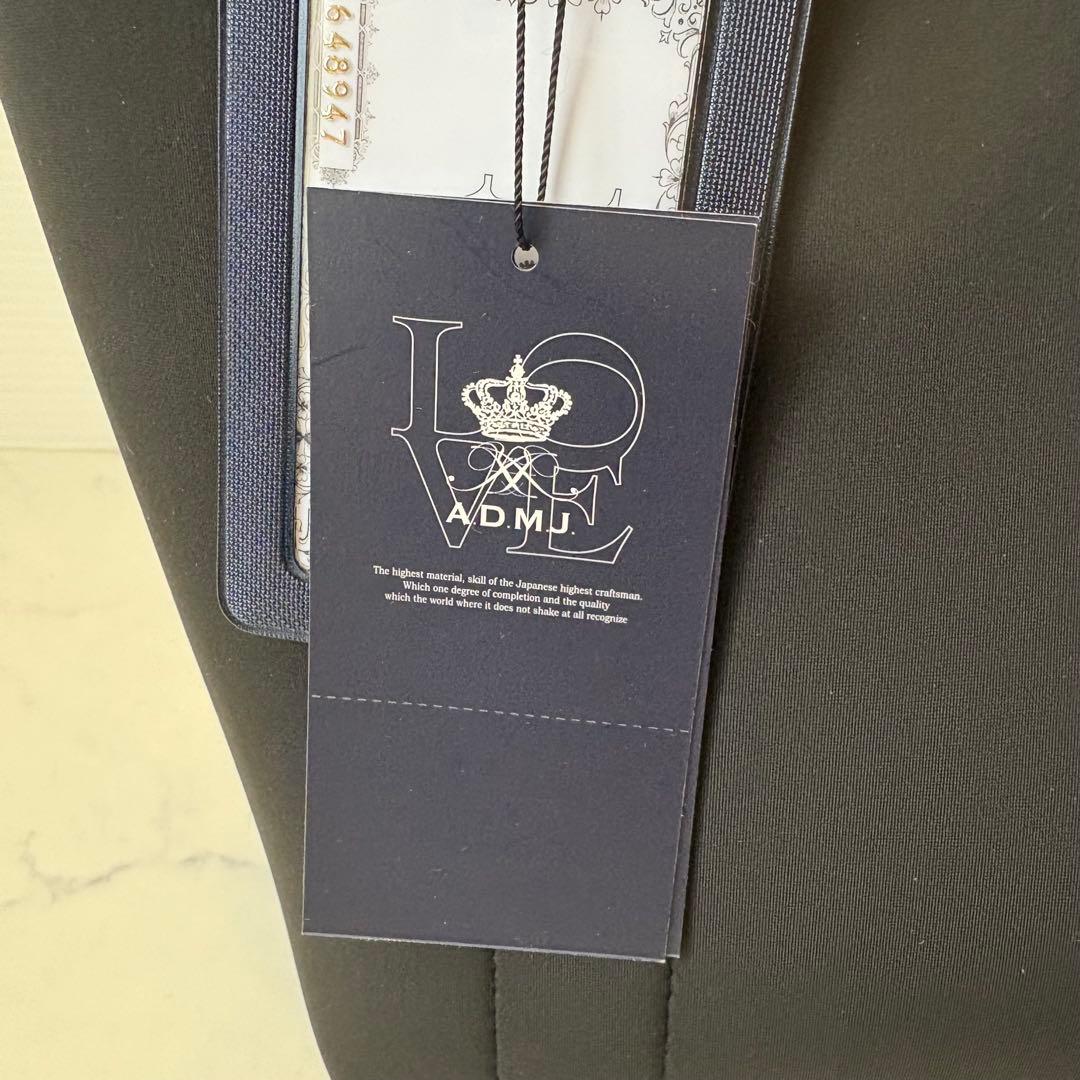 648947
LOVE
A.D.M.J.
The highest material, skill of the Japanese highest craftsman.
Which one degree of completion and the quality
which the world where it does not shake at all recognize